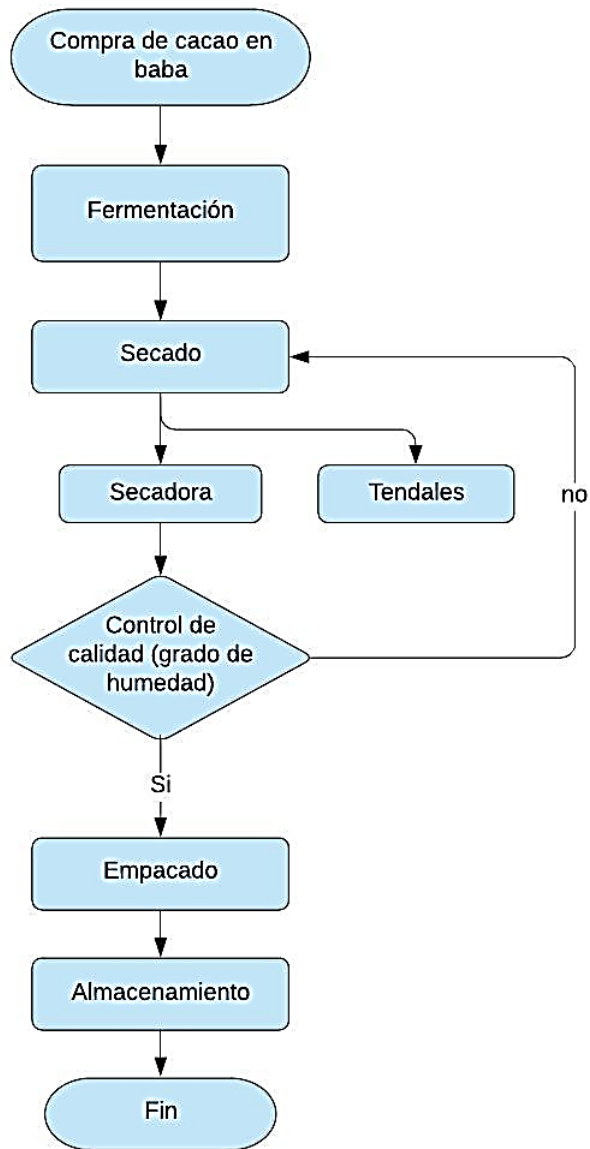 Compra de cacao en
baba
Fermentación
Secado
Secadora
Tendales
no
Control de
calidad (grado de
humedad)
Si
Empacado
Almacenamiento
Fin